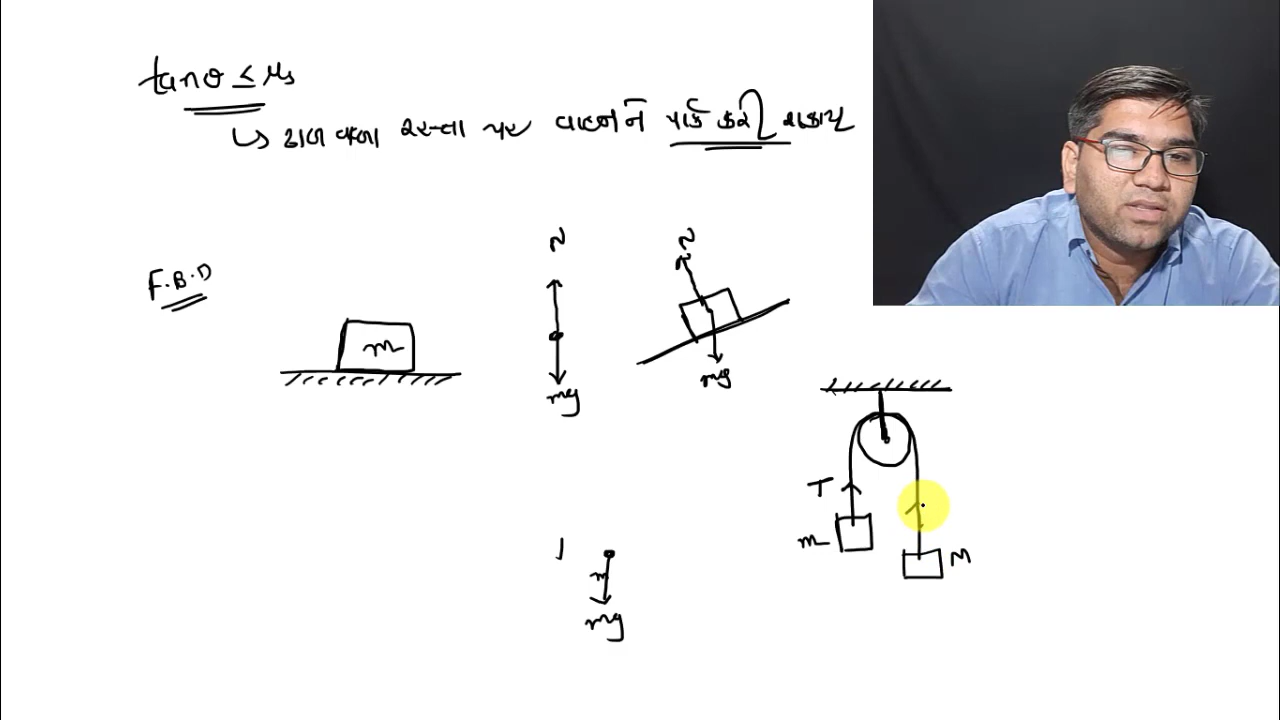 tanθ ≤ μs
↳ ઢાળ વાળા રસ્તા પર વાહનને પાર્ક કરી શકાય
F.B.D
m
N
mg
N
mg
T
m
M
m
mg